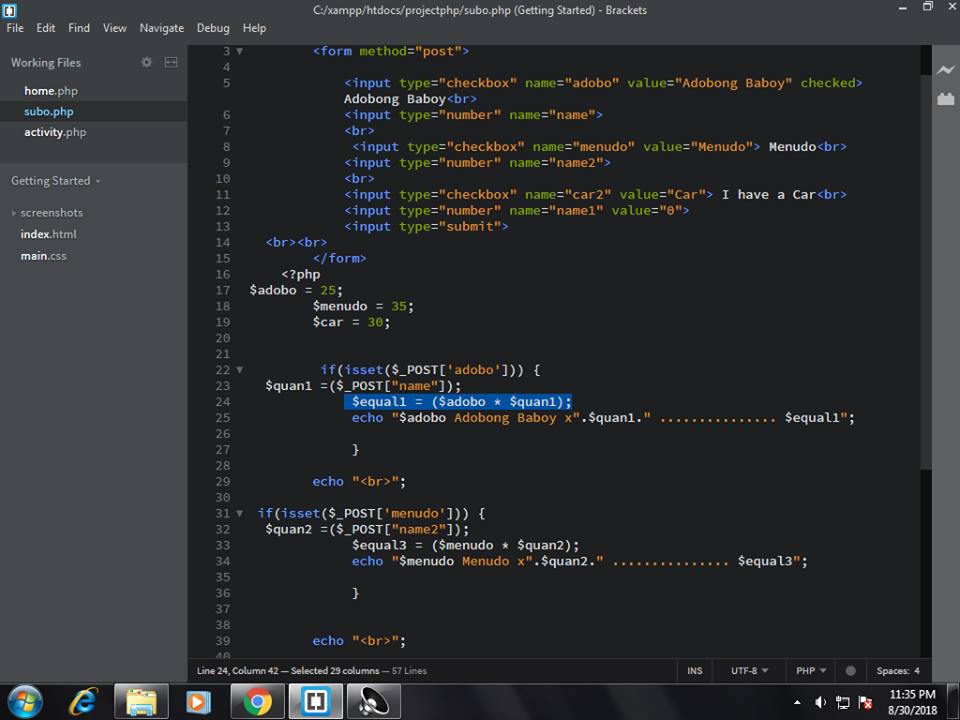 C:/xampp/htdocs/projectphp/subo.php (Getting Started) - Brackets
File Edit Find View Navigate Debug Help
Working Files
home.php
subo.php
activity.php
Getting Started
screenshots
index.html
main.css
3 <form method="post">
4
5 <input type="checkbox" name="adobo" value="Adobong Baboy" checked>
Adobong Baboy<br>
6 <input type="number" name="name">
7 <br>
8 <input type="checkbox" name="menudo" value="Menudo"> Menudo<br>
9 <input type="number" name="name2">
10 <br>
11 <input type="checkbox" name="car2" value="Car"> I have a Car<br>
12 <input type="number" name="name1" value="0">
13 <input type="submit">
14 <br><br>
15 </form>
16 <?php
17 $adobo = 25;
18 $menudo = 35;
19 $car = 30;
20
21
22 if(isset($_POST['adobo'])) {
23 $quan1 =($_POST["name"]);
24 $equal1 = ($adobo * $quan1);
25 echo "$adobo Adobong Baboy x".$quan1." ............... $equal1";
26
27 }
28
29 echo "<br>";
30
31 if(isset($_POST['menudo'])) {
32 $quan2 =($_POST["name2"]);
33 $equal3 = ($menudo * $quan2);
34 echo "$menudo Menudo x".$quan2." ............... $equal3";
35
36 }
37
38
39 echo "<br>";
40
Line 24, Column 42 — Selected 29 columns — 57 Lines
INS UTF-8 PHP Spaces: 4
11:35 PM
8/30/2018